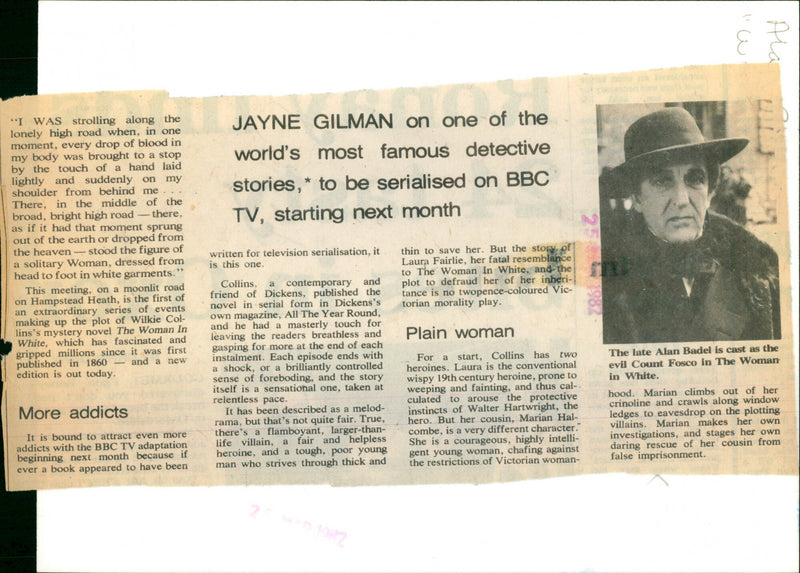 "I WAS strolling along the
lonely high road when, in one
moment, every drop of blood in
my body was brought to a stop
by the touch of a hand laid
lightly and suddenly on my
shoulder from behind me . . .
There, in the middle of the
broad, bright high road — there,
as if it had that moment sprung
out of the earth or dropped from
the heaven — stood the figure of
a solitary Woman, dressed from
head to foot in white garments."
This meeting, on a moonlit road
on Hampstead Heath, is the first of
an extraordinary series of events
making up the plot of Wilkie Col-
lins's mystery novel The Woman In
White, which has fascinated and
gripped millions since it was first
published in 1860 — and a new
edition is out today.
More addicts
It is bound to attract even more
addicts with the BBC TV adaptation
beginning next month because if
ever a book appeared to have been
JAYNE GILMAN on one of the
world's most famous detective
stories,* to be serialised on BBC
TV, starting next month
written for television serialisation, it
is this one.
Collins, a contemporary and
friend of Dickens, published the
novel in serial form in Dickens's
own magazine, All The Year Round,
and he had a masterly touch for
leaving the readers breathless and
gasping for more at the end of each
instalment. Each episode ends with
a shock, or a brilliantly controlled
sense of foreboding, and the story
itself is a sensational one, taken at
relentless pace.
It has been described as a melod-
rama, but that's not quite fair. True,
there's a flamboyant, larger-than-
life villain, a fair and helpless
heroine, and a tough, poor young
man who strives through thick and
thin to save her. But the story of
Laura Fairlie, her fatal resemblance
to The Woman In White, and the
plot to defraud her of her inheri-
tance is no twopence-coloured Vic-
torian morality play.
Plain woman
For a start, Collins has two
heroines. Laura is the conventional
wispy 19th century heroine, prone to
weeping and fainting, and thus cal-
culated to arouse the protective
instincts of Walter Hartwright, the
hero. But her cousin, Marian Hal-
combe, is a very different character.
She is a courageous, highly intelli-
gent young woman, chafing against
the restrictions of Victorian woman-
The late Alan Badel is cast as the
evil Count Fosco in The Woman
in White.
hood. Marian climbs out of her
crinoline and crawls along window
ledges to eavesdrop on the plotting
villains. Marian makes her own
investigations, and stages her own
daring rescue of her cousin from
false imprisonment.